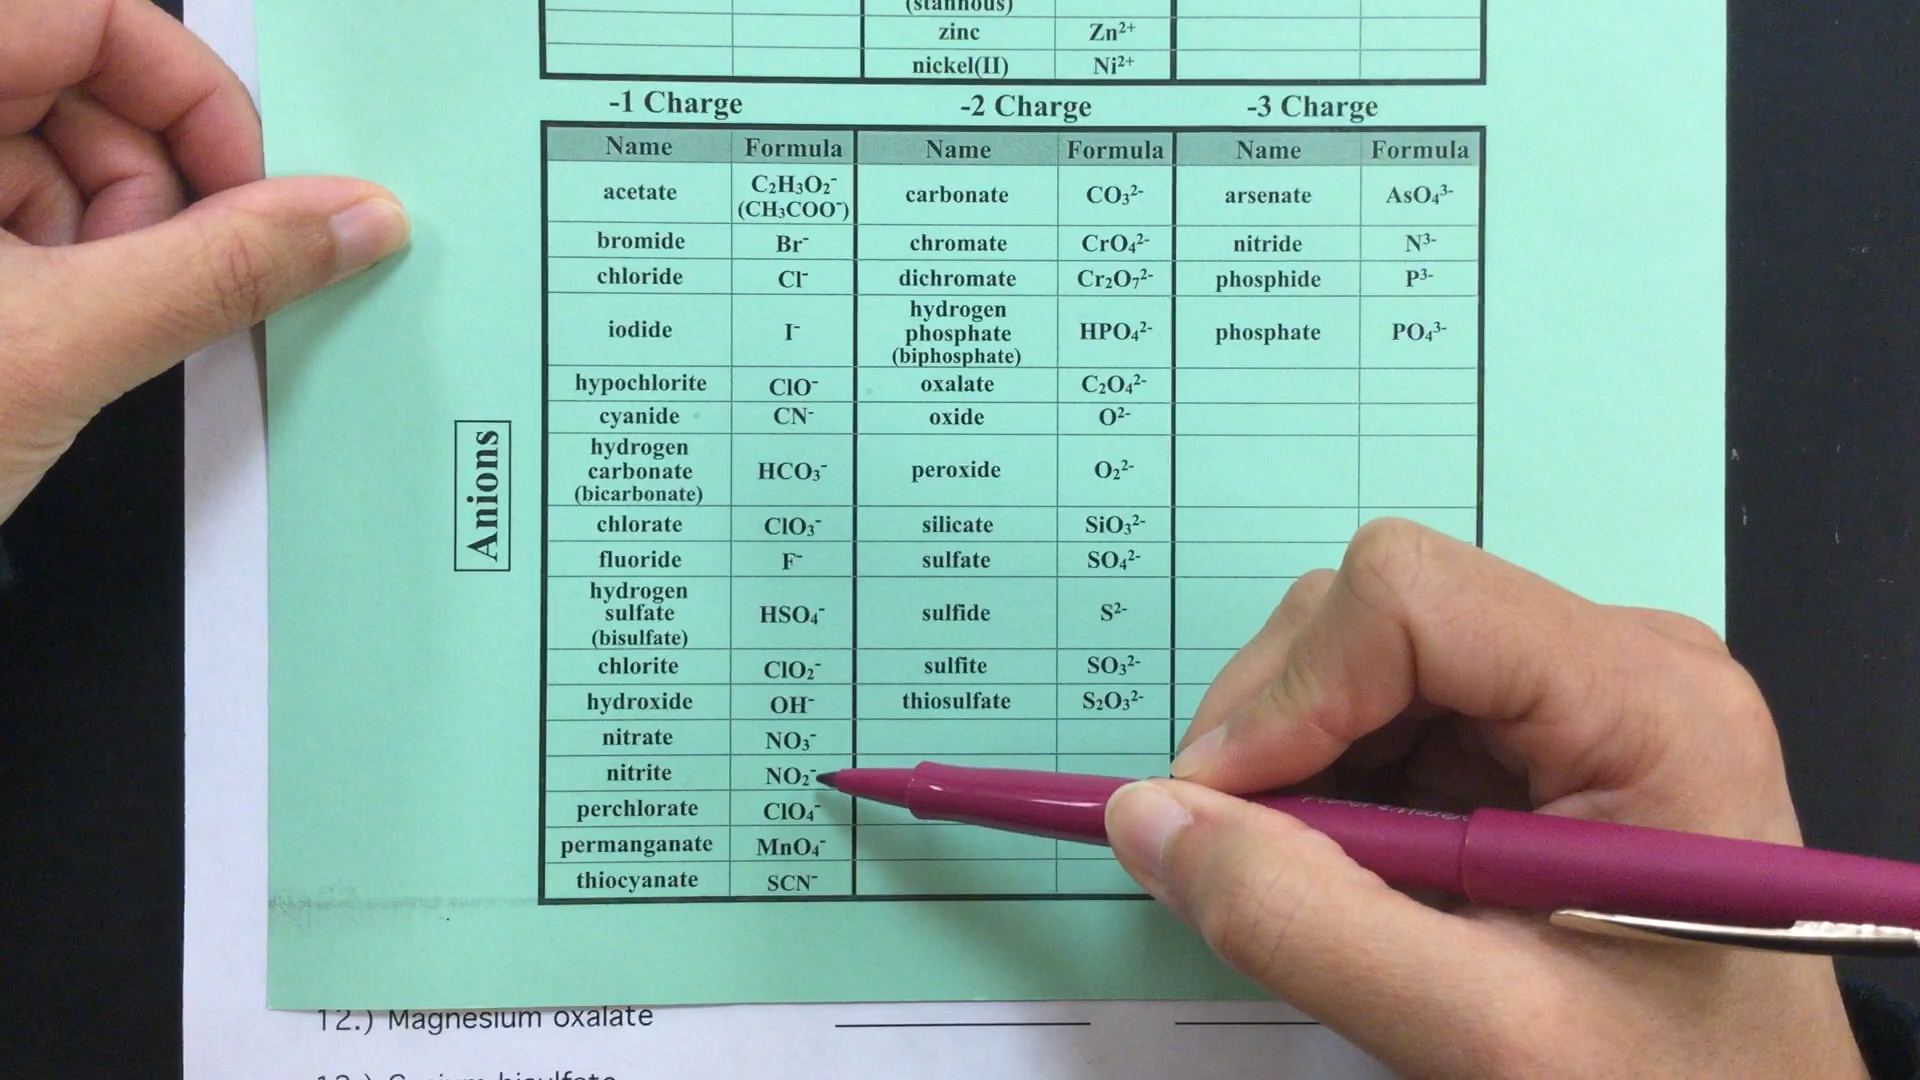 (stannous)
zinc Zn²⁺
nickel(II) Ni²⁺
-1 Charge -2 Charge -3 Charge
Name Formula Name Formula Name Formula
acetate C₂H₃O₂⁻ (CH₃COO⁻) carbonate CO₃²⁻ arsenate AsO₄³⁻
bromide Br⁻ chromate CrO₄²⁻ nitride N³⁻
chloride Cl⁻ dichromate Cr₂O₇²⁻ phosphide P³⁻
iodide I⁻ hydrogen phosphate (biphosphate) HPO₄²⁻ phosphate PO₄³⁻
hypochlorite ClO⁻ oxalate C₂O₄²⁻
cyanide CN⁻ oxide O²⁻
hydrogen carbonate (bicarbonate) HCO₃⁻ peroxide O₂²⁻
chlorate ClO₃⁻ silicate SiO₃²⁻
fluoride F⁻ sulfate SO₄²⁻
hydrogen sulfate (bisulfate) HSO₄⁻ sulfide S²⁻
chlorite ClO₂⁻ sulfite SO₃²⁻
hydroxide OH⁻ thiosulfate S₂O₃²⁻
nitrate NO₃⁻
nitrite NO₂⁻
perchlorate ClO₄⁻
permanganate MnO₄⁻
thiocyanate SCN⁻
Anions
12.) Magnesium oxalate